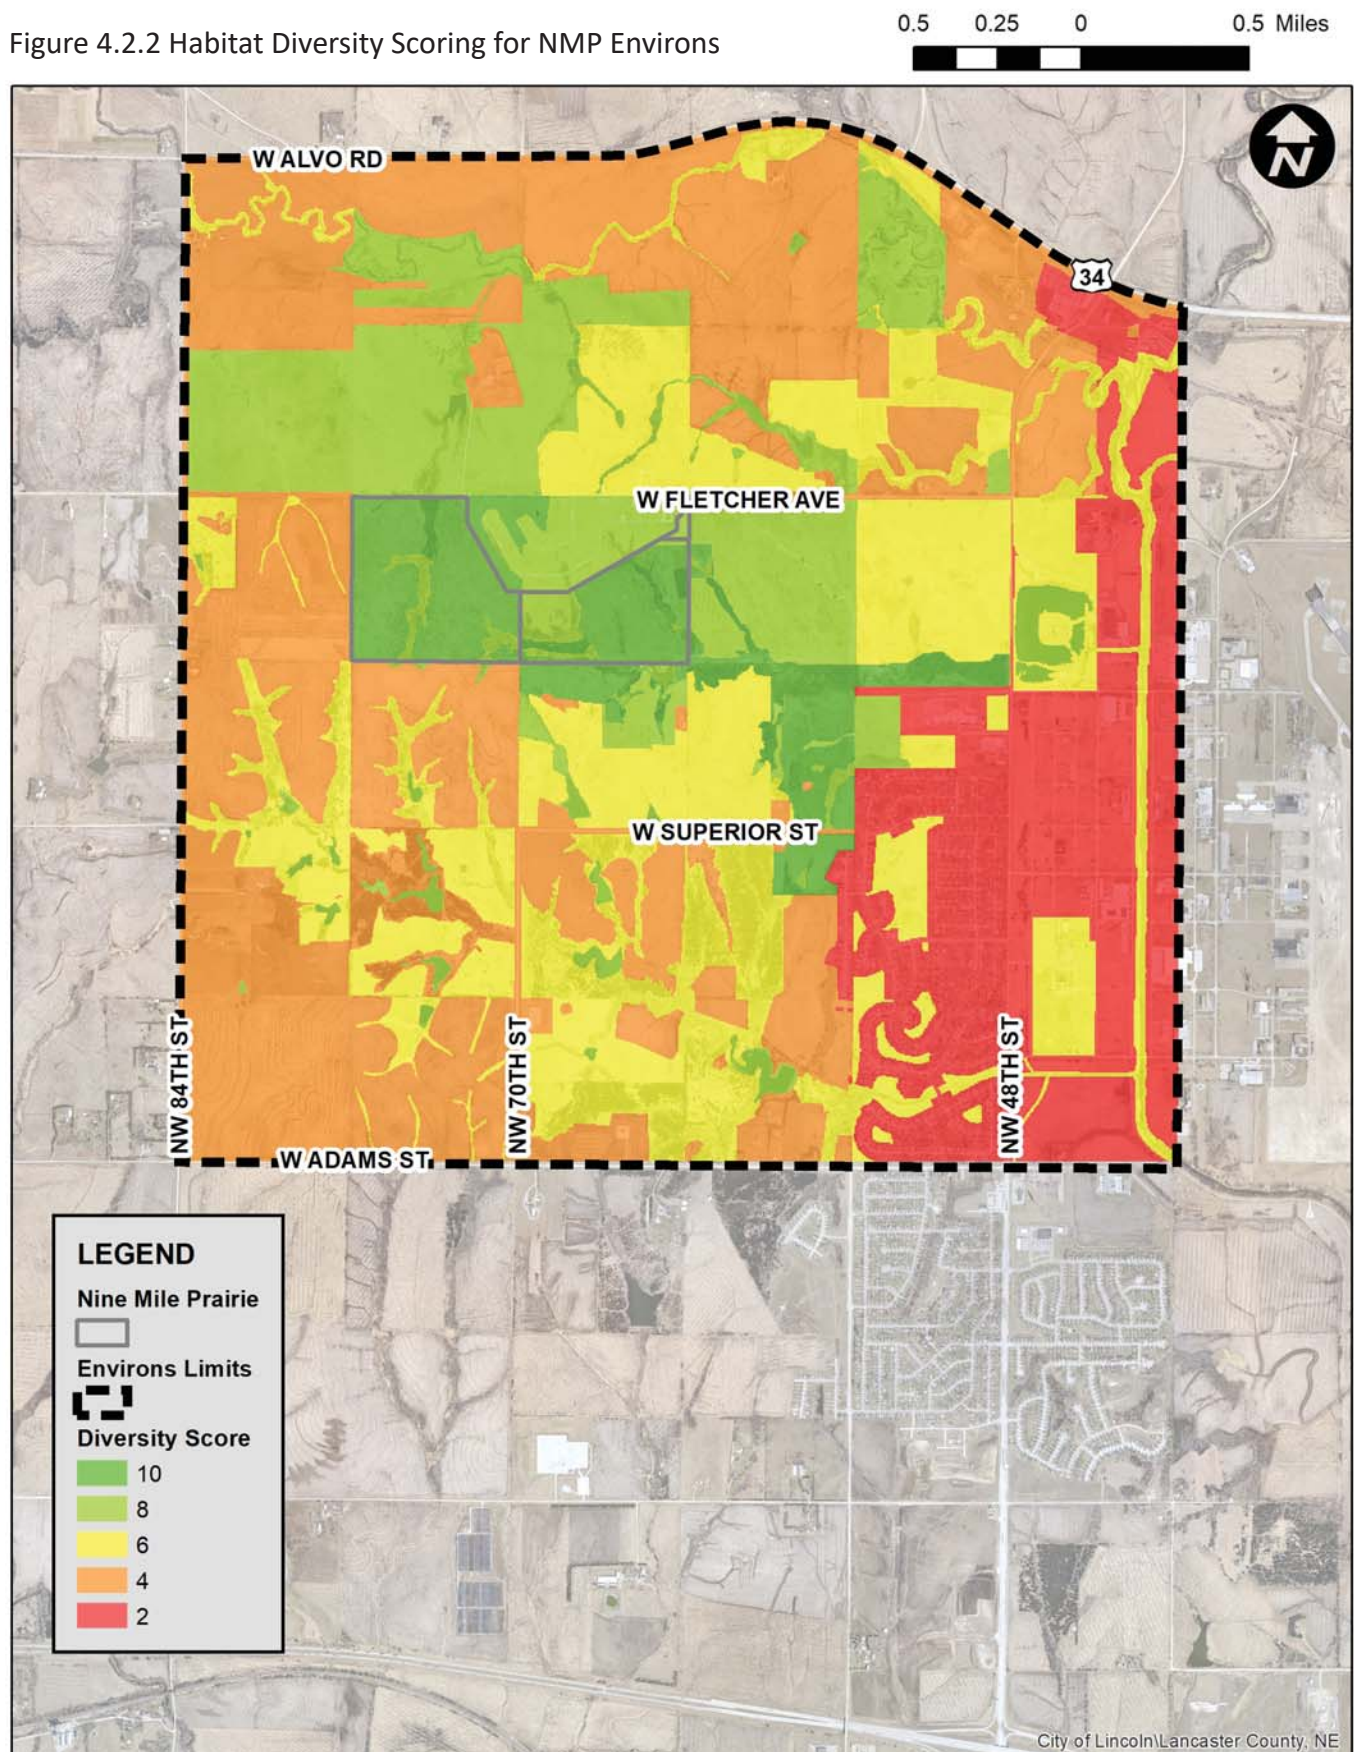 Figure 4.2.2 Habitat Diversity Scoring for NMP Environs
0.5 0.25 0 0.5 Miles
N
W ALVO RD
34
W FLETCHER AVE
W SUPERIOR ST
NW 84TH ST
NW 70TH ST
NW 48TH ST
W ADAMS ST
LEGEND
Nine Mile Prairie
Environs Limits
Diversity Score
10
8
6
4
2
City of Lincoln\Lancaster County, NE